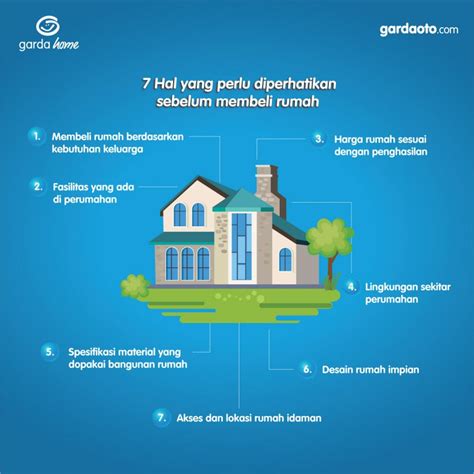 garda home
gardaoto.com
7 Hal yang perlu diperhatikan
sebelum membeli rumah
1. Membeli rumah berdasarkan
kebutuhan keluarga
2. Fasilitas yang ada
di perumahan
3. Harga rumah sesuai
dengan penghasilan
4. Lingkungan sekitar
perumahan
5. Spesifikasi material yang
dopakai bangunan rumah
6. Desain rumah impian
7. Akses dan lokasi rumah idaman